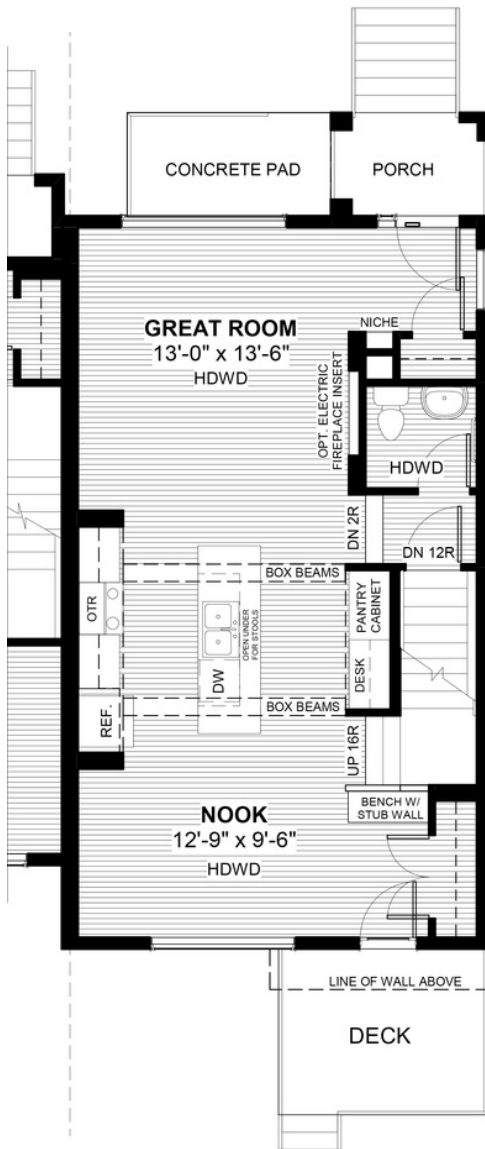 CONCRETE PAD
PORCH
GREAT ROOM
13'-0" x 13'-6"
HDWD
NICHE
OPT. ELECTRIC
FIREPLACE INSERT
HDWD
DN 2R
DN 12R
BOX BEAMS
OTR
OPEN UNDER
FOR STOOLS
PANTRY
CABINET
DW
DESK
REF.
BOX BEAMS
UP 16R
NOOK
12'-9" x 9'-6"
HDWD
BENCH W/
STUB WALL
LINE OF WALL ABOVE
DECK